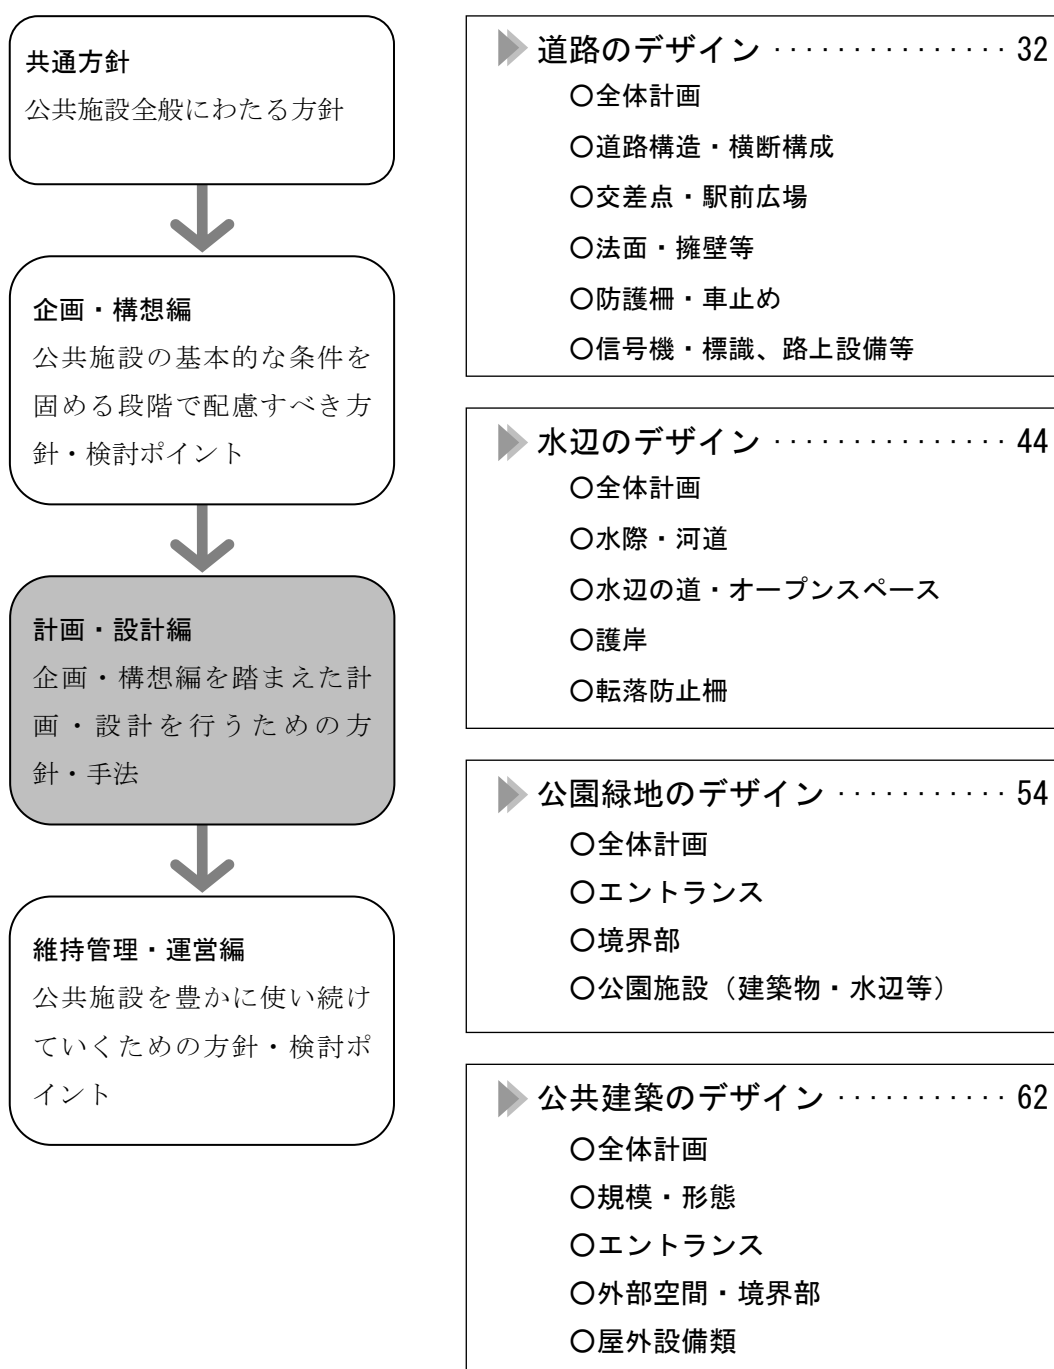 共通方針
公共施設全般にわたる方針
企画・構想編
公共施設の基本的な条件を
固める段階で配慮すべき方
針・検討ポイント
計画・設計編
企画・構想編を踏まえた計
画・設計を行うための方
針・手法
維持管理・運営編
公共施設を豊かに使い続け
ていくための方針・検討ポ
イント
道路のデザイン ··············· 32
○全体計画
○道路構造・横断構成
○交差点・駅前広場
○法面・擁壁等
○防護柵・車止め
○信号機・標識、路上設備等
水辺のデザイン ··············· 44
○全体計画
○水際・河道
○水辺の道・オープンスペース
○護岸
○転落防止柵
公園緑地のデザイン ··········· 54
○全体計画
○エントランス
○境界部
○公園施設（建築物・水辺等）
公共建築のデザイン ··········· 62
○全体計画
○規模・形態
○エントランス
○外部空間・境界部
○屋外設備類